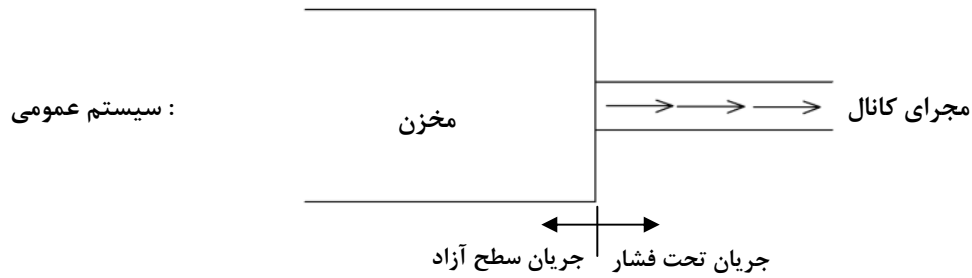 سیستم عمومی :
مخزن
مجرای کانال
جریان تحت فشار
جریان سطح آزاد